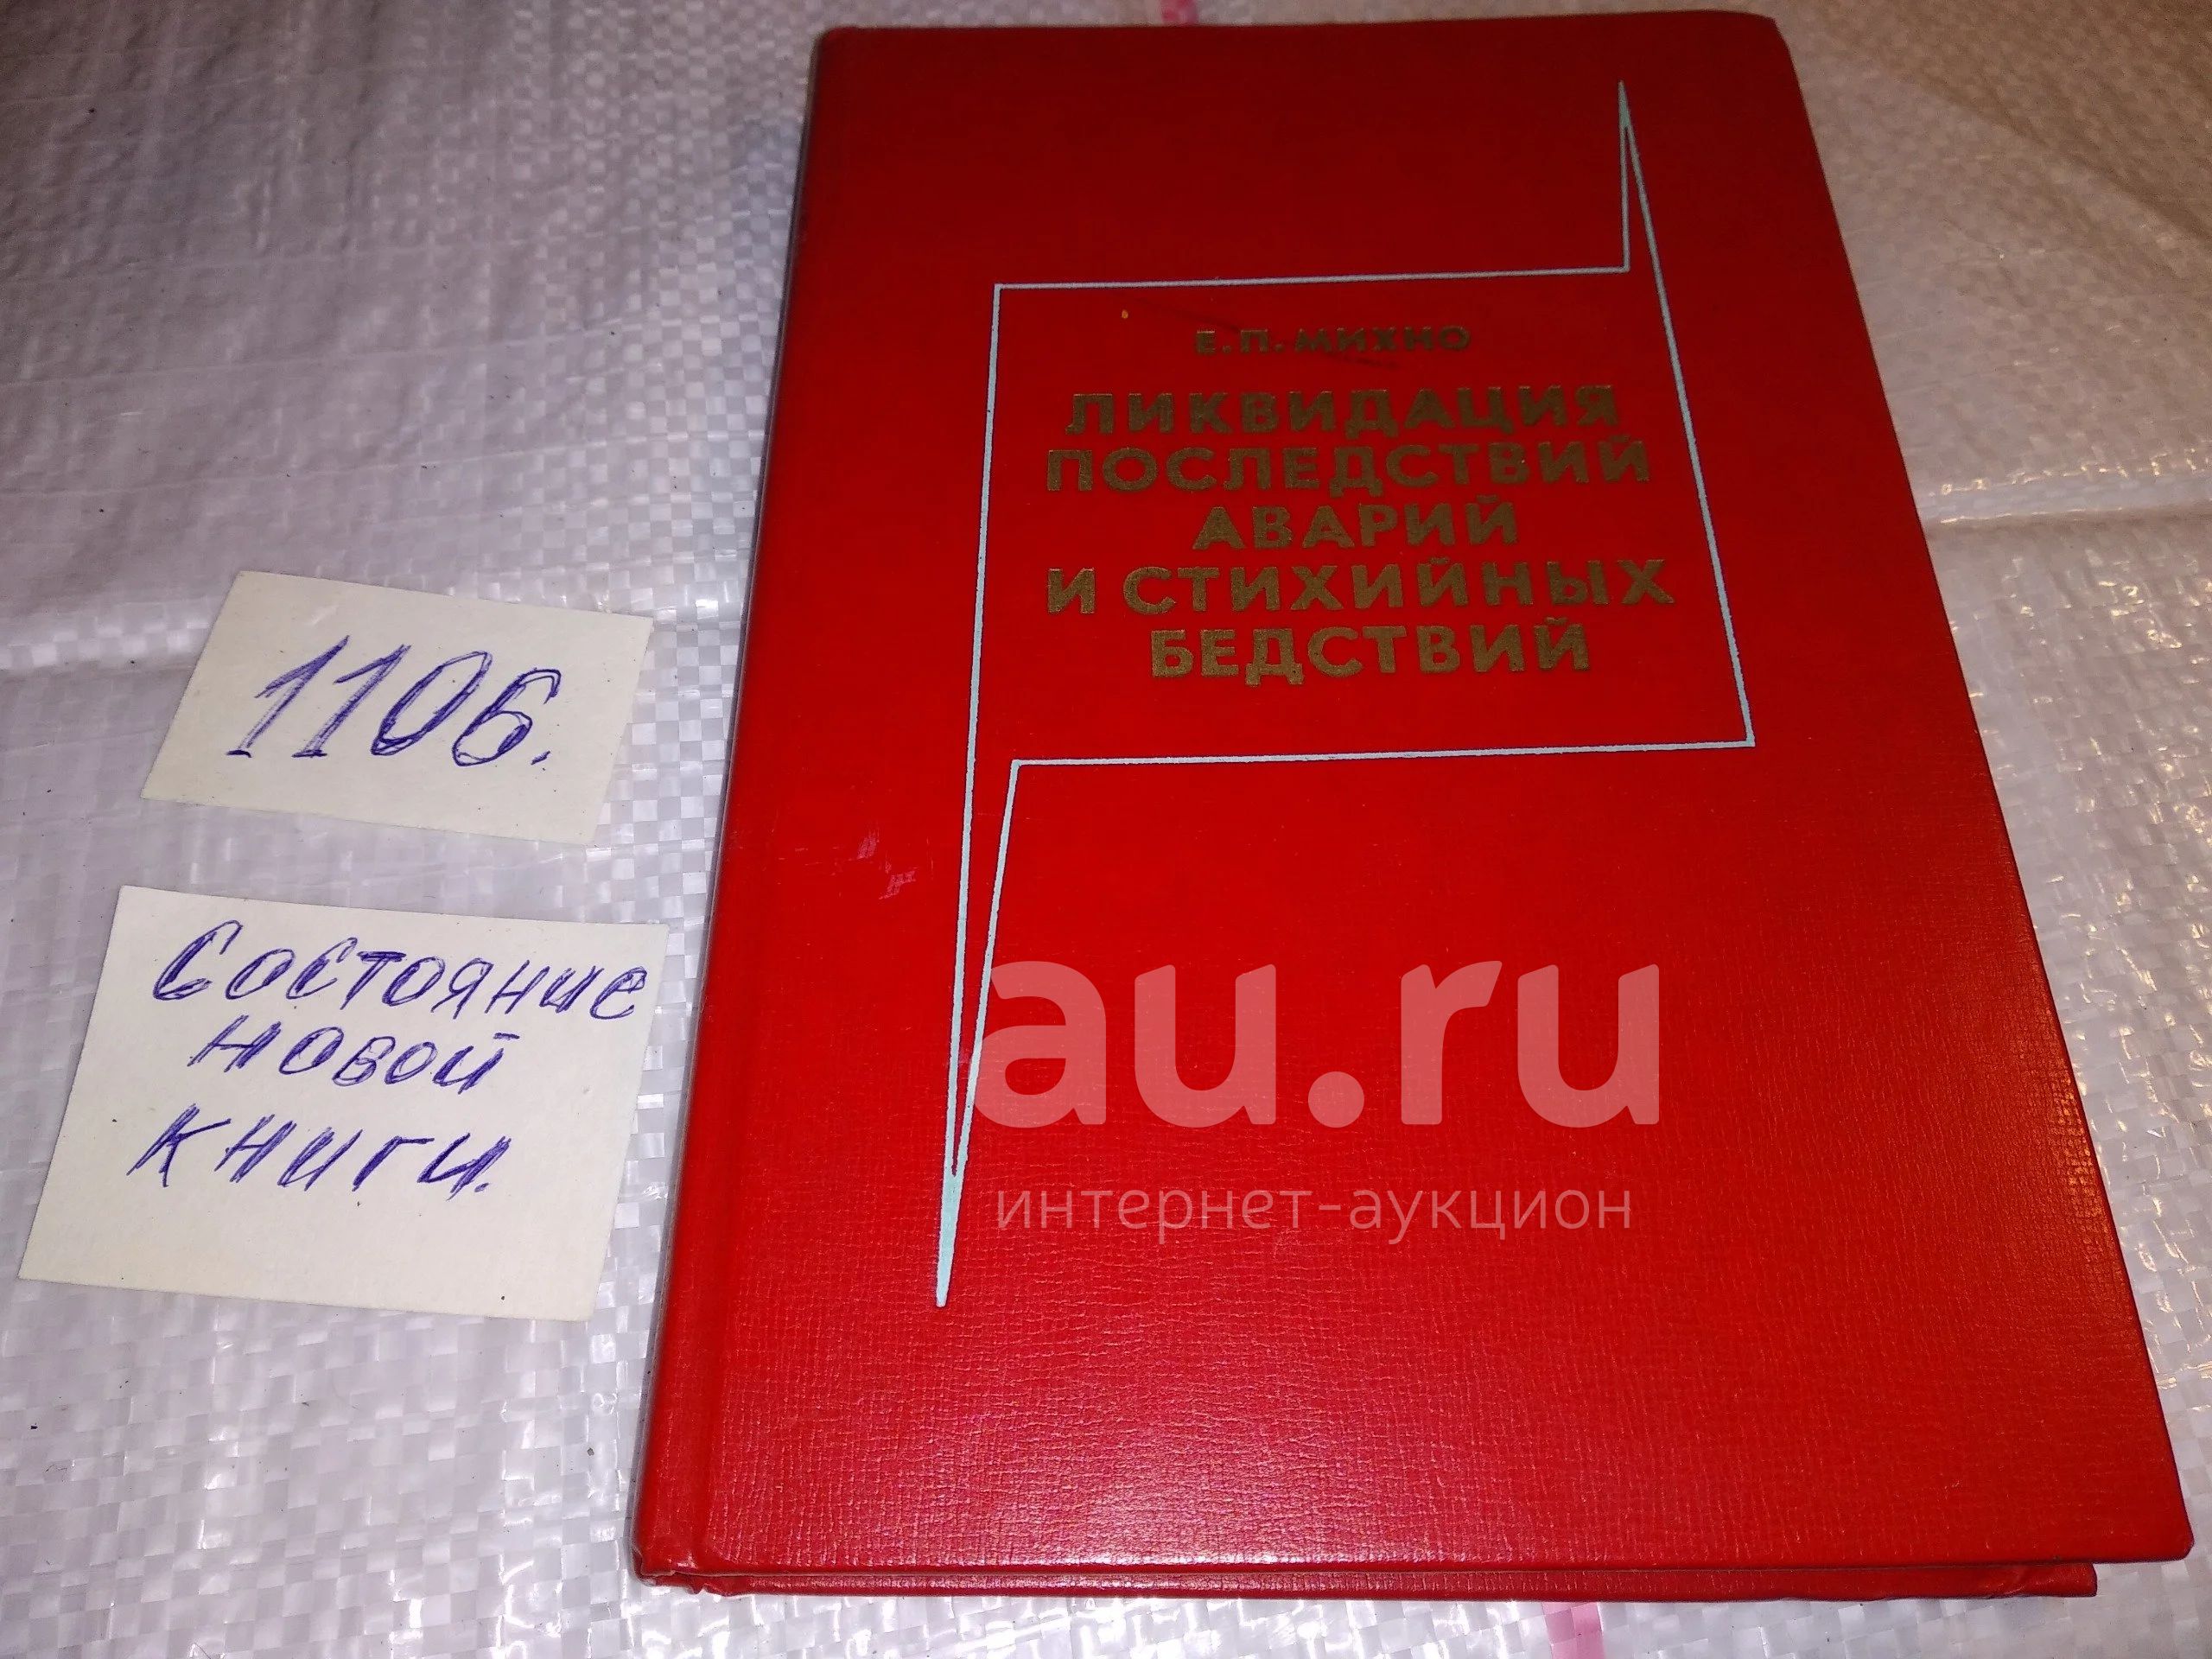 Е.П.МИХНО
ЛИКВИДАЦИЯ
ПОСЛЕДСТВИЙ
АВАРИЙ
И СТИХИЙНЫХ
БЕДСТВИЙ
1106.
Состояние
новой
книги.
au.ru
интернет-аукцион